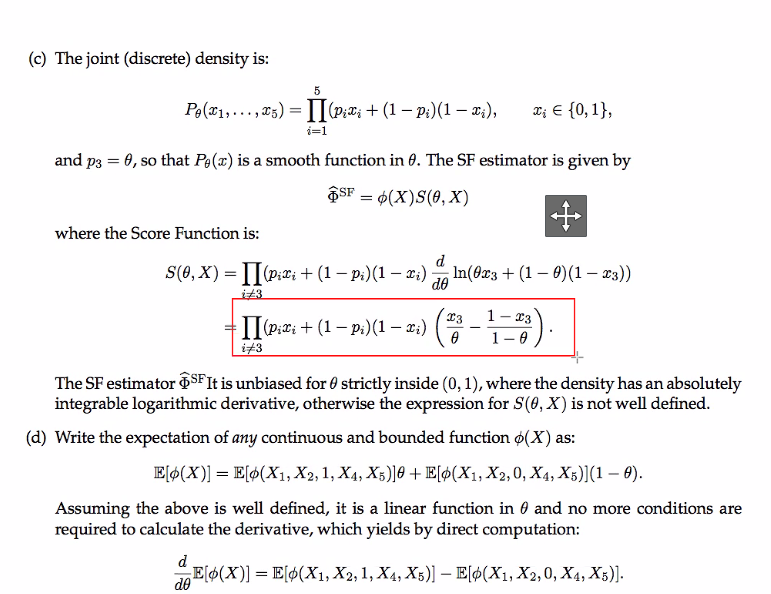 (c) The joint (discrete) density is:
P_θ(x_1, . . . , x_5) = ∏_{i=1}^{5} (p_i x_i + (1 − p_i)(1 − x_i), x_i ∈ {0, 1},
and p_3 = θ, so that P_θ(x) is a smooth function in θ. The SF estimator is given by
Φ̂^SF = ϕ(X)S(θ, X)
where the Score Function is:
S(θ, X) = ∏_{i≠3} (p_i x_i + (1 − p_i)(1 − x_i) d/dθ ln(θx_3 + (1 − θ)(1 − x_3))
= ∏_{i≠3} (p_i x_i + (1 − p_i)(1 − x_i) (x_3/θ − (1 − x_3)/(1 − θ)) .
The SF estimator Φ̂^SF It is unbiased for θ strictly inside (0, 1), where the density has an absolutely
integrable logarithmic derivative, otherwise the expression for S(θ, X) is not well defined.
(d) Write the expectation of any continuous and bounded function ϕ(X) as:
𝔼[ϕ(X)] = 𝔼[ϕ(X_1, X_2, 1, X_4, X_5)]θ + 𝔼[ϕ(X_1, X_2, 0, X_4, X_5)](1 − θ).
Assuming the above is well defined, it is a linear function in θ and no more conditions are
required to calculate the derivative, which yields by direct computation:
d/dθ 𝔼[ϕ(X)] = 𝔼[ϕ(X_1, X_2, 1, X_4, X_5)] − 𝔼[ϕ(X_1, X_2, 0, X_4, X_5)].